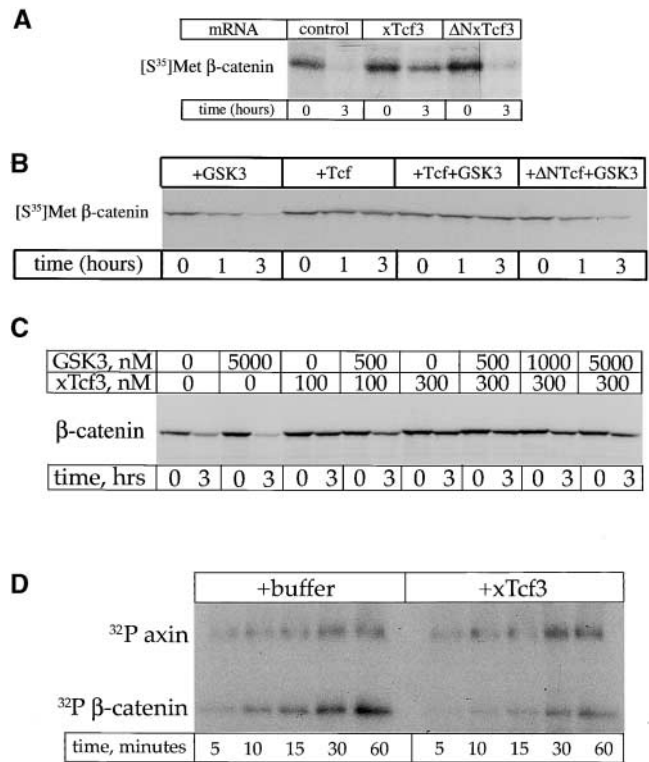 A
mRNA control xTcf3 ΔNxTcf3
[S³⁵]Met β-catenin
time (hours) 0 3 0 3 0 3
B
+GSK3 +Tcf +Tcf+GSK3 +ΔNTcf+GSK3
[S³⁵]Met β-catenin
time (hours) 0 1 3 0 1 3 0 1 3 0 1 3
C
GSK3, nM 0 5000 0 500 0 500 1000 5000
xTcf3, nM 0 0 100 100 300 300 300 300
β-catenin
time, hrs 0 3 0 3 0 3 0 3 0 3 0 3 0 3 0 3
D
+buffer +xTcf3
³²P axin
³²P β-catenin
time, minutes 5 10 15 30 60 5 10 15 30 60